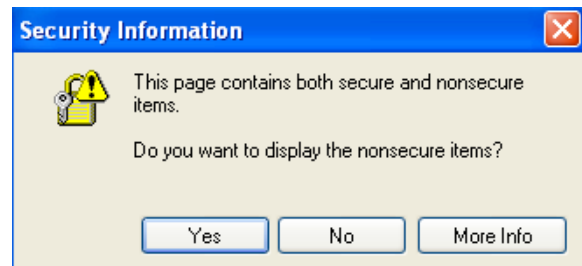 Security Information
This page contains both secure and nonsecure
items.
Do you want to display the nonsecure items?
Yes
No
More Info